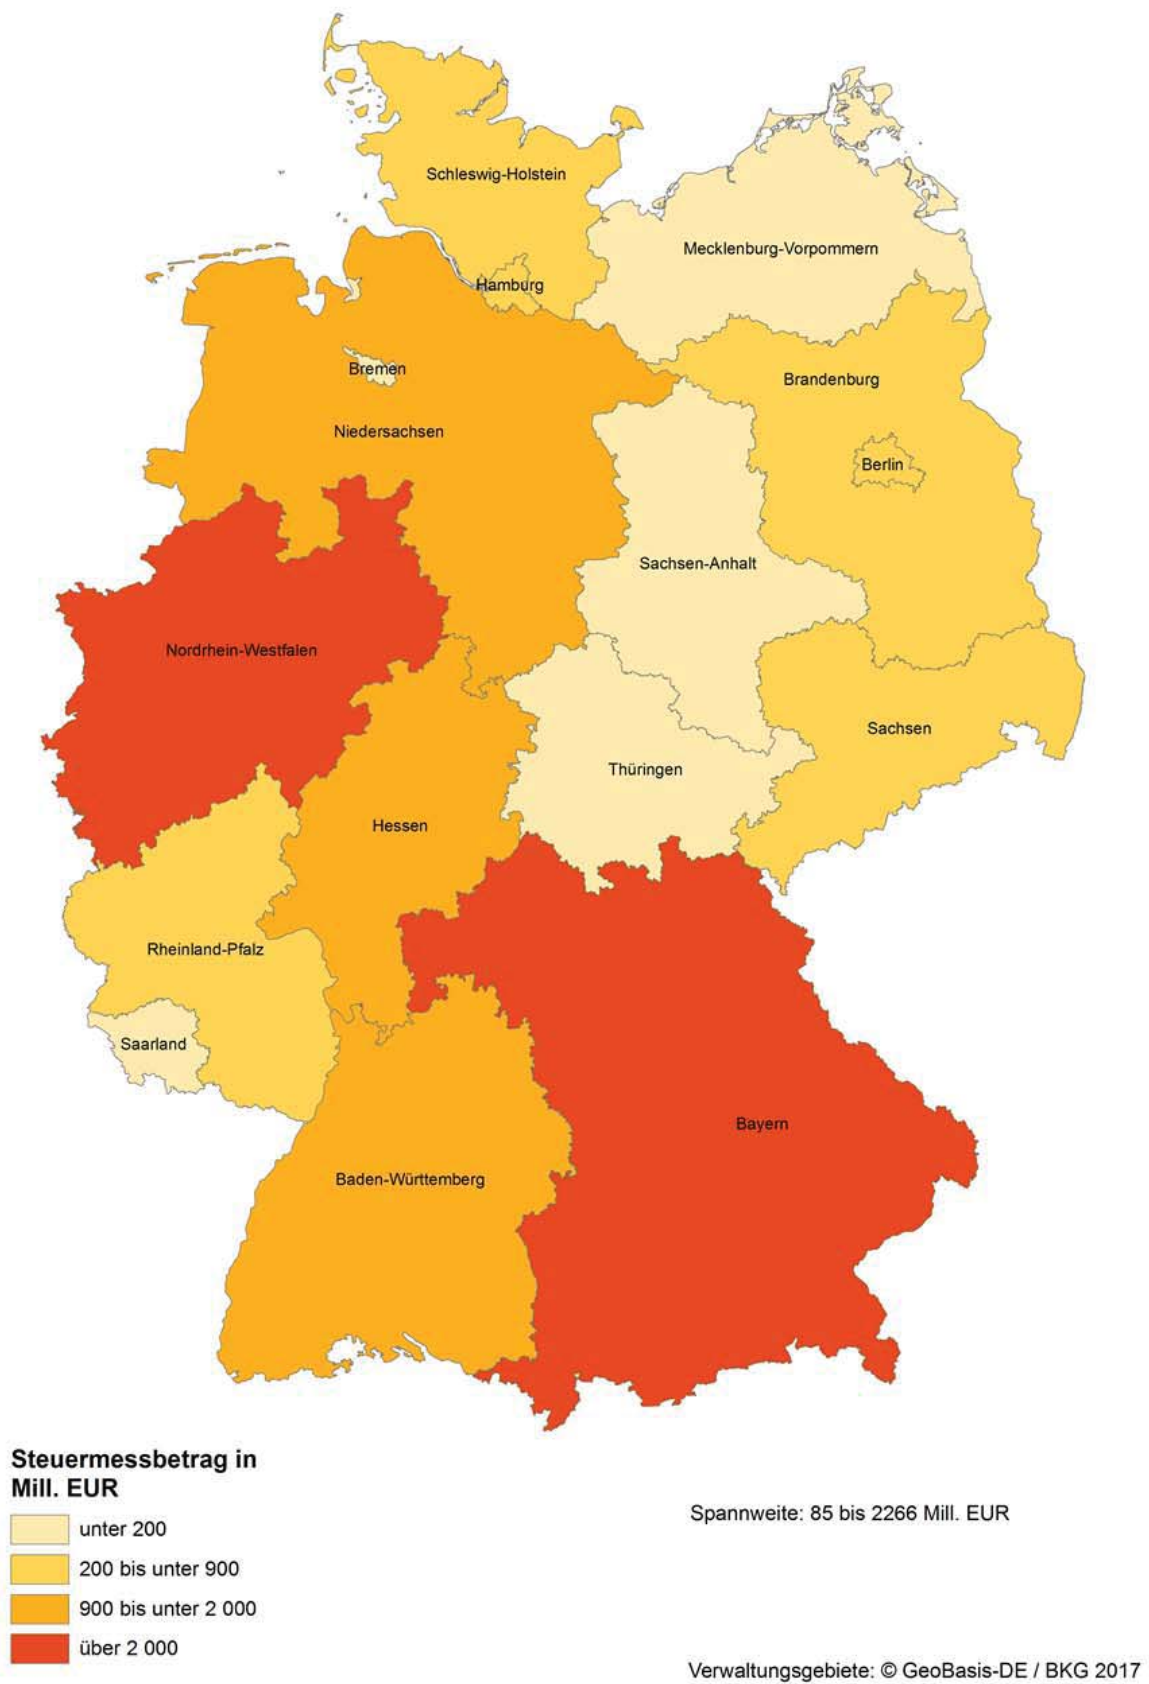 Schleswig-Holstein
Mecklenburg-Vorpommern
Hamburg
Bremen
Brandenburg
Niedersachsen
Berlin
Sachsen-Anhalt
Nordrhein-Westfalen
Sachsen
Thüringen
Hessen
Rheinland-Pfalz
Saarland
Bayern
Baden-Württemberg
Steuermessbetrag in
Mill. EUR
unter 200
200 bis unter 900
900 bis unter 2 000
über 2 000
Spannweite: 85 bis 2266 Mill. EUR
Verwaltungsgebiete: © GeoBasis-DE / BKG 2017